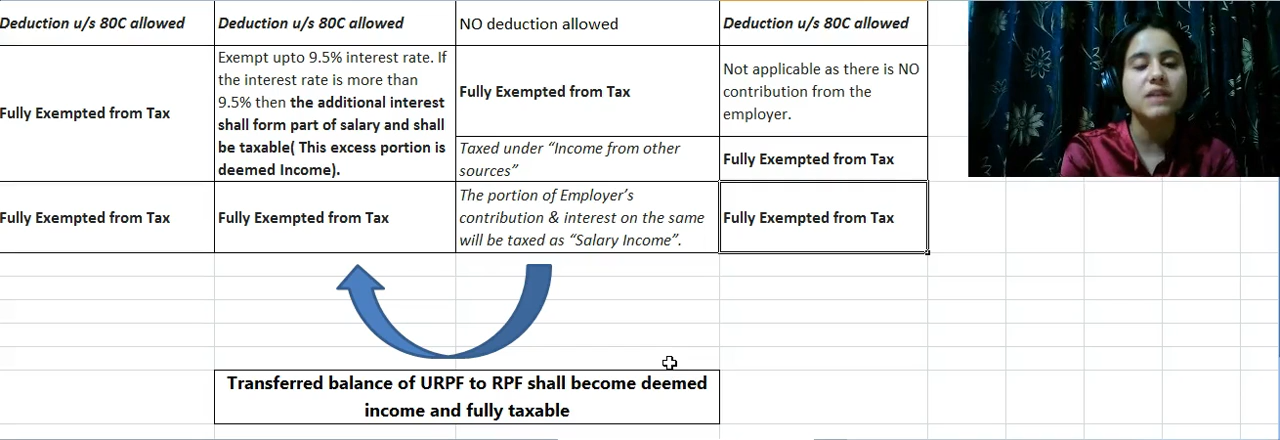 Deduction u/s 80C allowed
Deduction u/s 80C allowed
NO deduction allowed
Deduction u/s 80C allowed
Fully Exempted from Tax
Exempt upto 9.5% interest rate. If
the interest rate is more than
9.5% then the additional interest
shall form part of salary and shall
be taxable( This excess portion is
deemed Income).
Fully Exempted from Tax
Taxed under “Income from other
sources”
Not applicable as there is NO
contribution from the
employer.
Fully Exempted from Tax
Fully Exempted from Tax
Fully Exempted from Tax
The portion of Employer’s
contribution & interest on the same
will be taxed as “Salary Income”.
Fully Exempted from Tax
Transferred balance of URPF to RPF shall become deemed
income and fully taxable